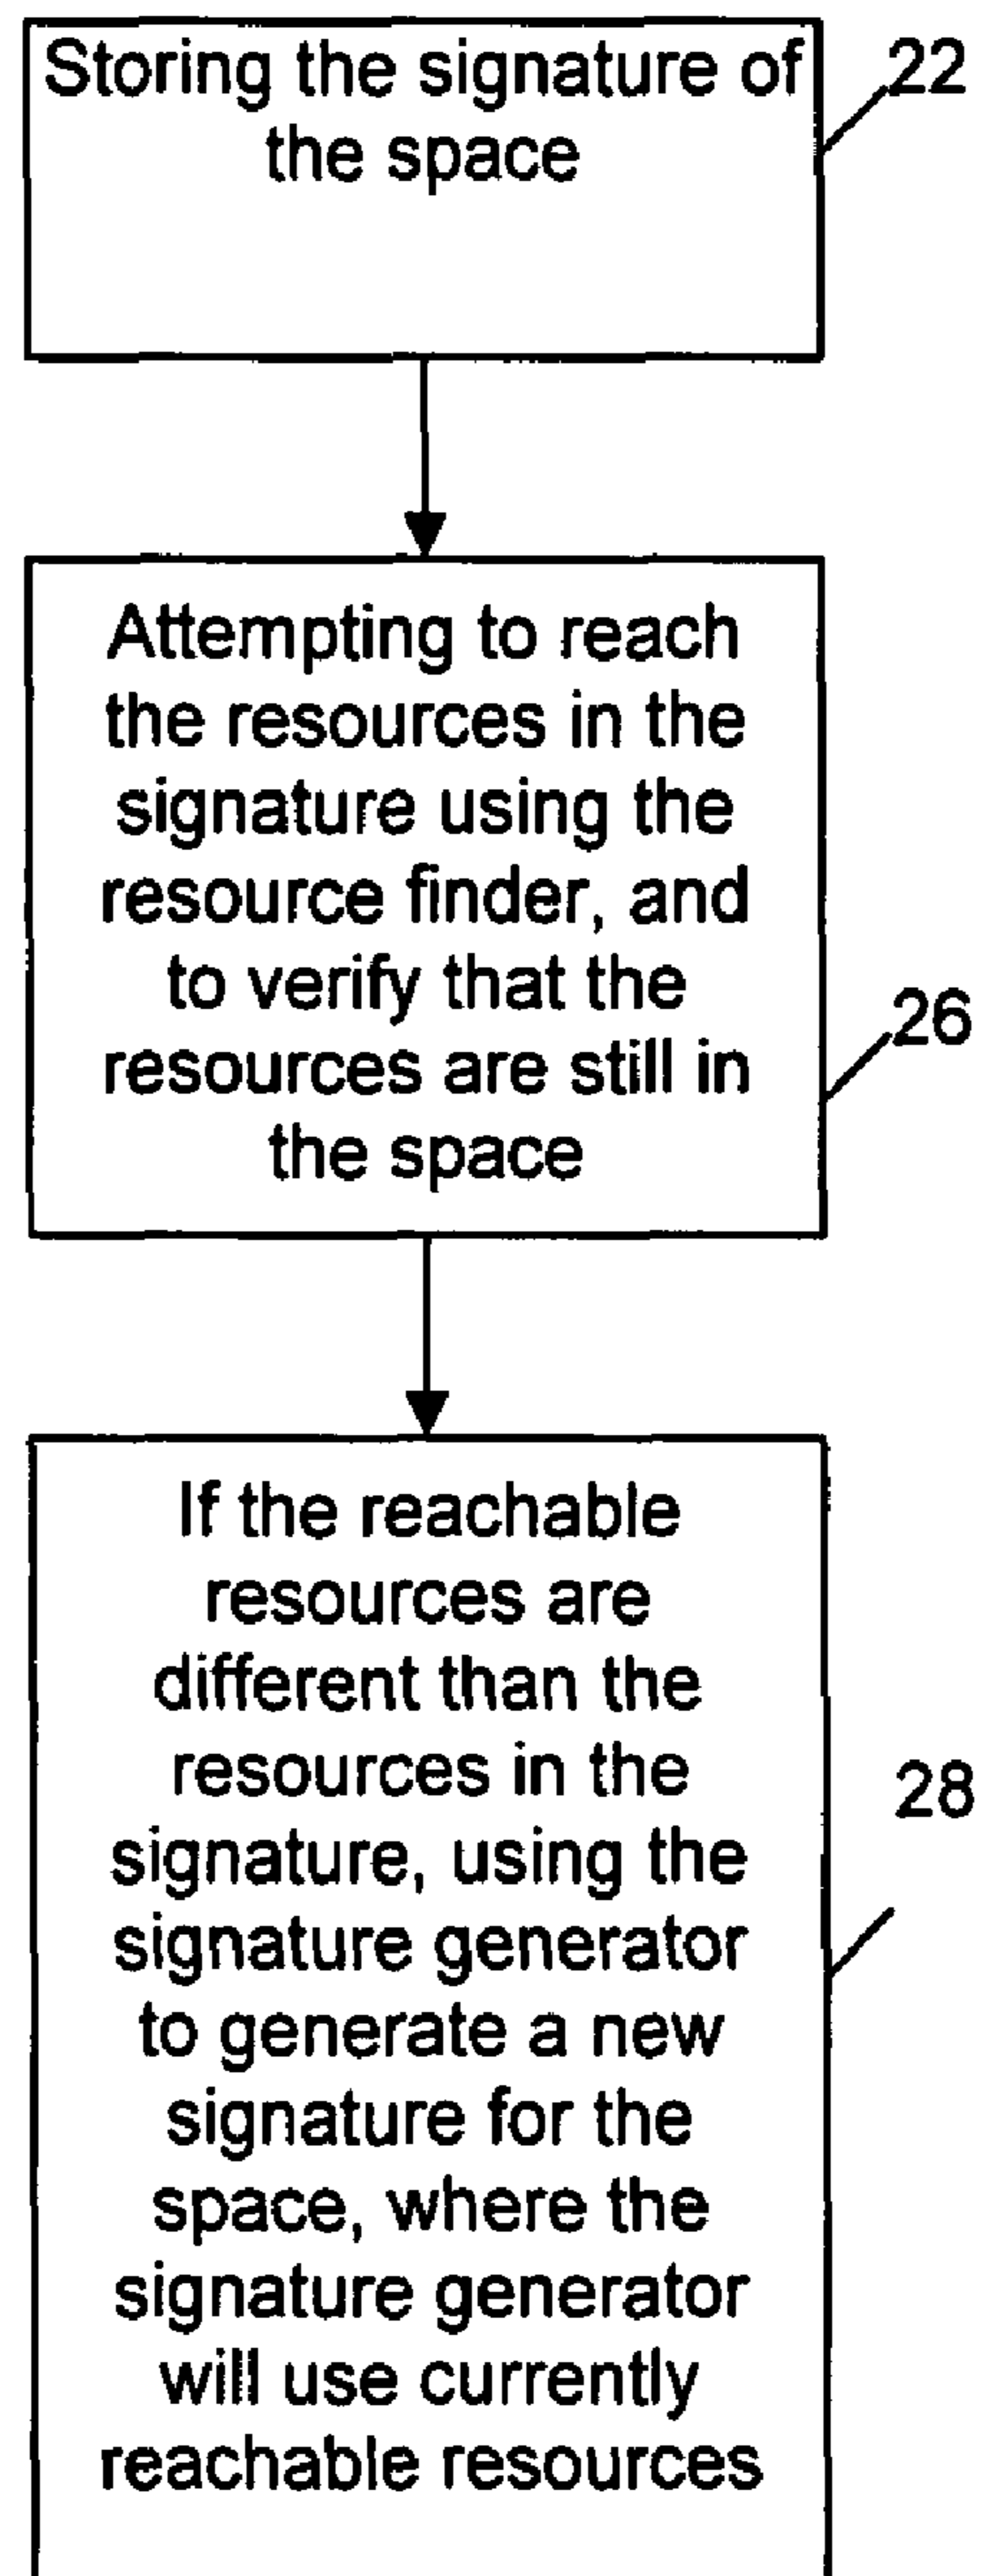 Storing the signature of
the space
22
Attempting to reach
the resources in the
signature using the
resource finder, and
to verify that the
resources are still in
the space
26
If the reachable
resources are
different than the
resources in the
signature, using the
signature generator
to generate a new
signature for the
space, where the
signature generator
will use currently
reachable resources
28